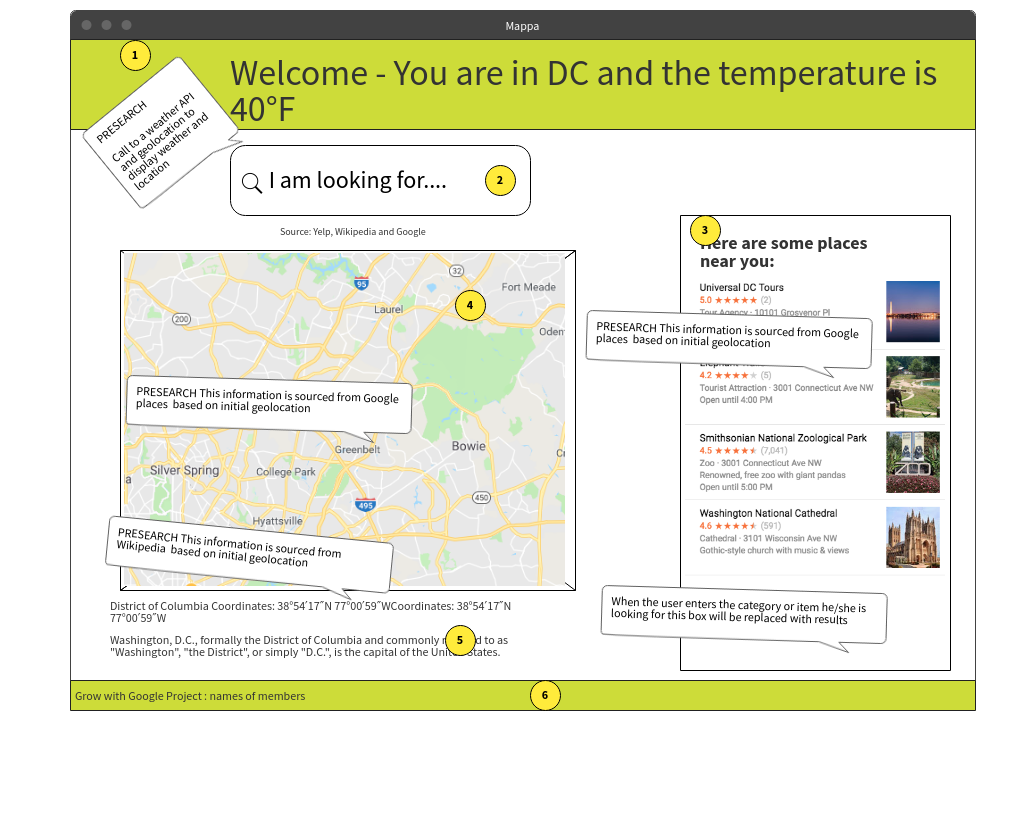 Mappa
1
Welcome - You are in DC and the temperature is
40°F
PRESEARCH
Call to a weather API
and geolocation to
display weather and
location
I am looking for....
2
Source: Yelp, Wikipedia and Google
3
Here are some places
near you:
Universal DC Tours
5.0 ★★★★★ (2)
Tour Agency · 10101 Grosvenor Pl
PRESEARCH This information is sourced from Google
places based on initial geolocation
4.2 ★★★★★ (5)
Tourist Attraction · 3001 Connecticut Ave NW
Open until 4:00 PM
Smithsonian National Zoological Park
4.5 ★★★★★ (7,041)
Zoo · 3001 Connecticut Ave NW
Renowned, free zoo with giant pandas
Open until 5:00 PM
Washington National Cathedral
4.6 ★★★★★ (591)
Cathedral · 3101 Wisconsin Ave NW
Gothic-style church with music & views
When the user enters the category or item he/she is
looking for this box will be replaced with results
32
95
Fort Meade
4
Laurel
200
Oden
PRESEARCH This information is sourced from Google
places based on initial geolocation
Greenbelt
Bowie
Silver Spring
College Park
a
450
495
Hyattsville
PRESEARCH This information is sourced from
Wikipedia based on initial geolocation
District of Columbia Coordinates: 38°54′17″N 77°00′59″WCoordinates: 38°54′17″N
77°00′59″W
Washington, D.C., formally the District of Columbia and commonly to as
5
"Washington", "the District", or simply "D.C.", is the capital of the United States.
Grow with Google Project : names of members
6